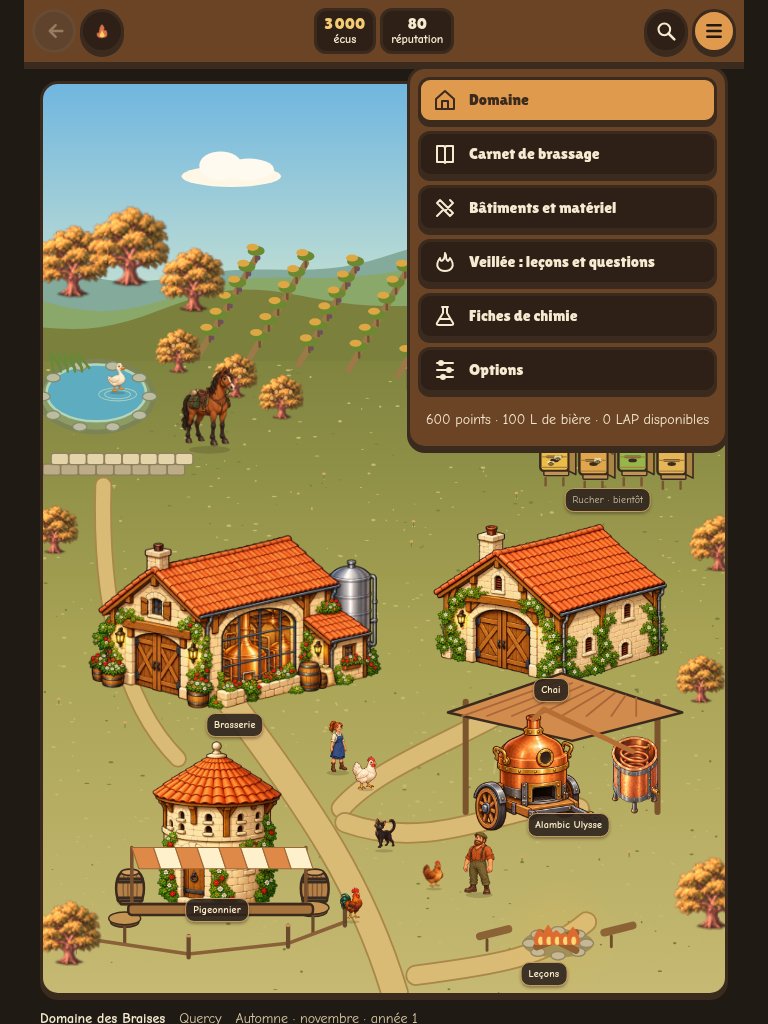 3 000
écus
80
réputation
Domaine
Carnet de brassage
Bâtiments et matériel
Veillée : leçons et questions
Fiches de chimie
Options
600 points · 100 L de bière · 0 LAP disponibles
Rucher · bientôt
Chai
Brasserie
Alambic Ulysse
Pigeonnier
Leçons
Domaine des Braises Quercy Automne · novembre · année 1